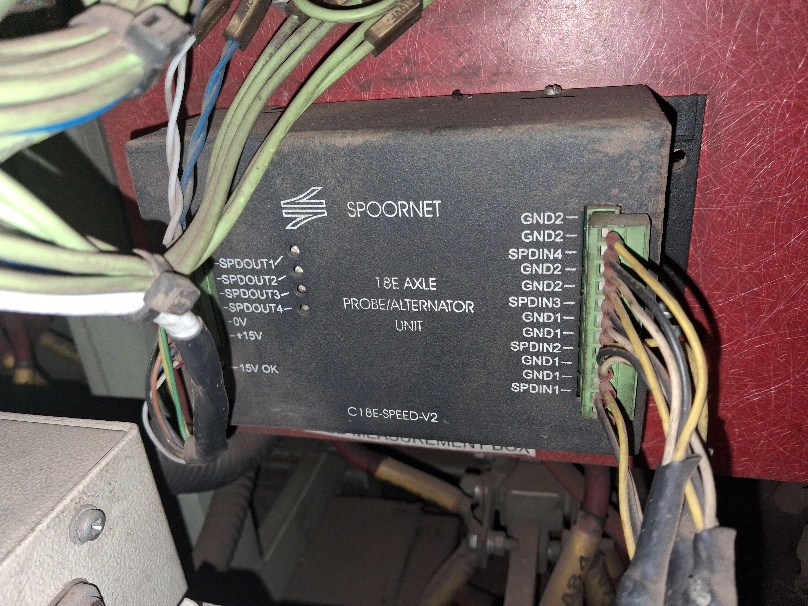 SPOORNET
18E AXLE
PROBE/ALTERNATOR
UNIT
C18E-SPEED-V2
SPDOUT1
SPDOUT2
SPDOUT3
SPDOUT4
0V
+15V
15V OK
GND2
GND2
SPDIN4
GND2
GND2
SPDIN3
GND1
GND1
SPDIN2
GND1
GND1
SPDIN1
MEASUREMENT BOX